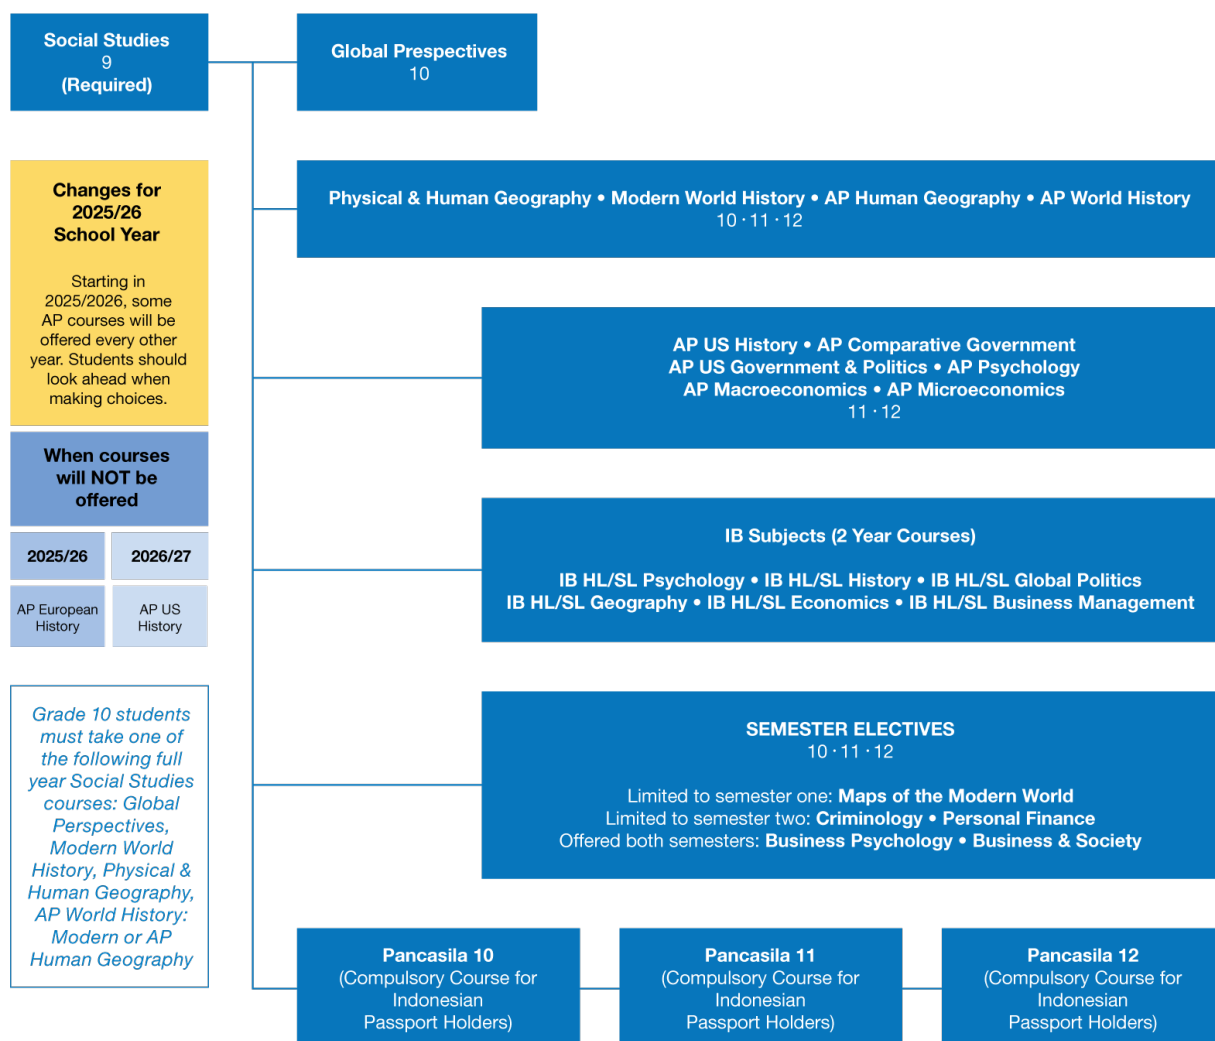 Social Studies
9
(Required)
Global Prespectives
10
Changes for
2025/26
School Year
Starting in
2025/2026, some
AP courses will be
offered every other
year. Students should
look ahead when
making choices.
When courses
will NOT be
offered
2025/26
2026/27
AP European
History
AP US
History
Grade 10 students
must take one of
the following full
year Social Studies
courses: Global
Perspectives,
Modern World
History, Physical &
Human Geography,
AP World History:
Modern or AP
Human Geography
Physical & Human Geography • Modern World History • AP Human Geography • AP World History
10 · 11 · 12
AP US History • AP Comparative Government
AP US Government & Politics • AP Psychology
AP Macroeconomics • AP Microeconomics
11 · 12
IB Subjects (2 Year Courses)
IB HL/SL Psychology • IB HL/SL History • IB HL/SL Global Politics
IB HL/SL Geography • IB HL/SL Economics • IB HL/SL Business Management
SEMESTER ELECTIVES
10 · 11 · 12
Limited to semester one: Maps of the Modern World
Limited to semester two: Criminology • Personal Finance
Offered both semesters: Business Psychology • Business & Society
Pancasila 10
(Compulsory Course for
Indonesian
Passport Holders)
Pancasila 11
(Compulsory Course for
Indonesian
Passport Holders)
Pancasila 12
(Compulsory Course for
Indonesian
Passport Holders)